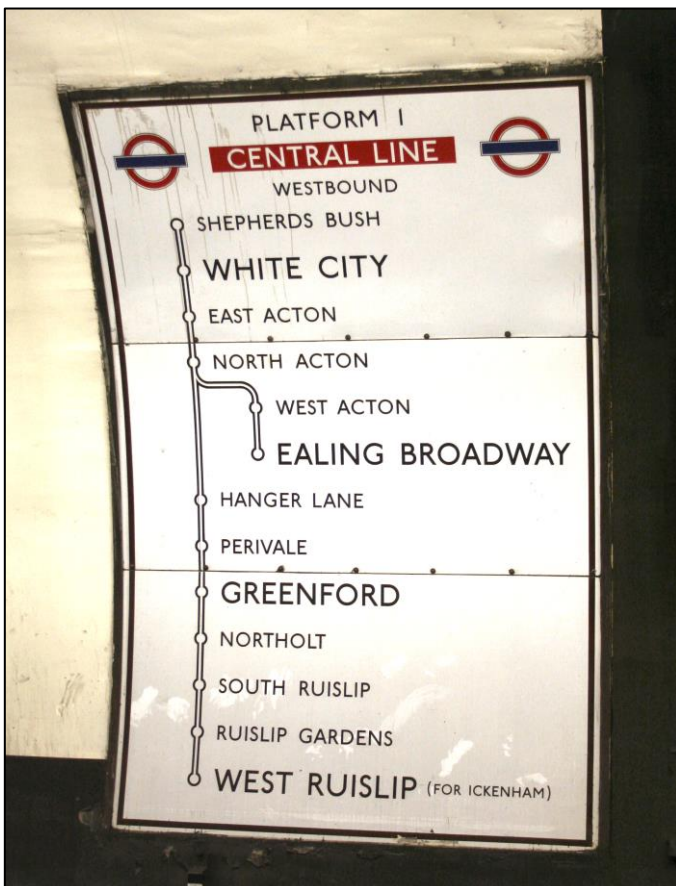 PLATFORM 1
CENTRAL LINE
WESTBOUND
SHEPHERDS BUSH
WHITE CITY
EAST ACTON
NORTH ACTON
WEST ACTON
EALING BROADWAY
HANGER LANE
PERIVALE
GREENFORD
NORTHOLT
SOUTH RUISLIP
RUISLIP GARDENS
WEST RUISLIP (FOR ICKENHAM)